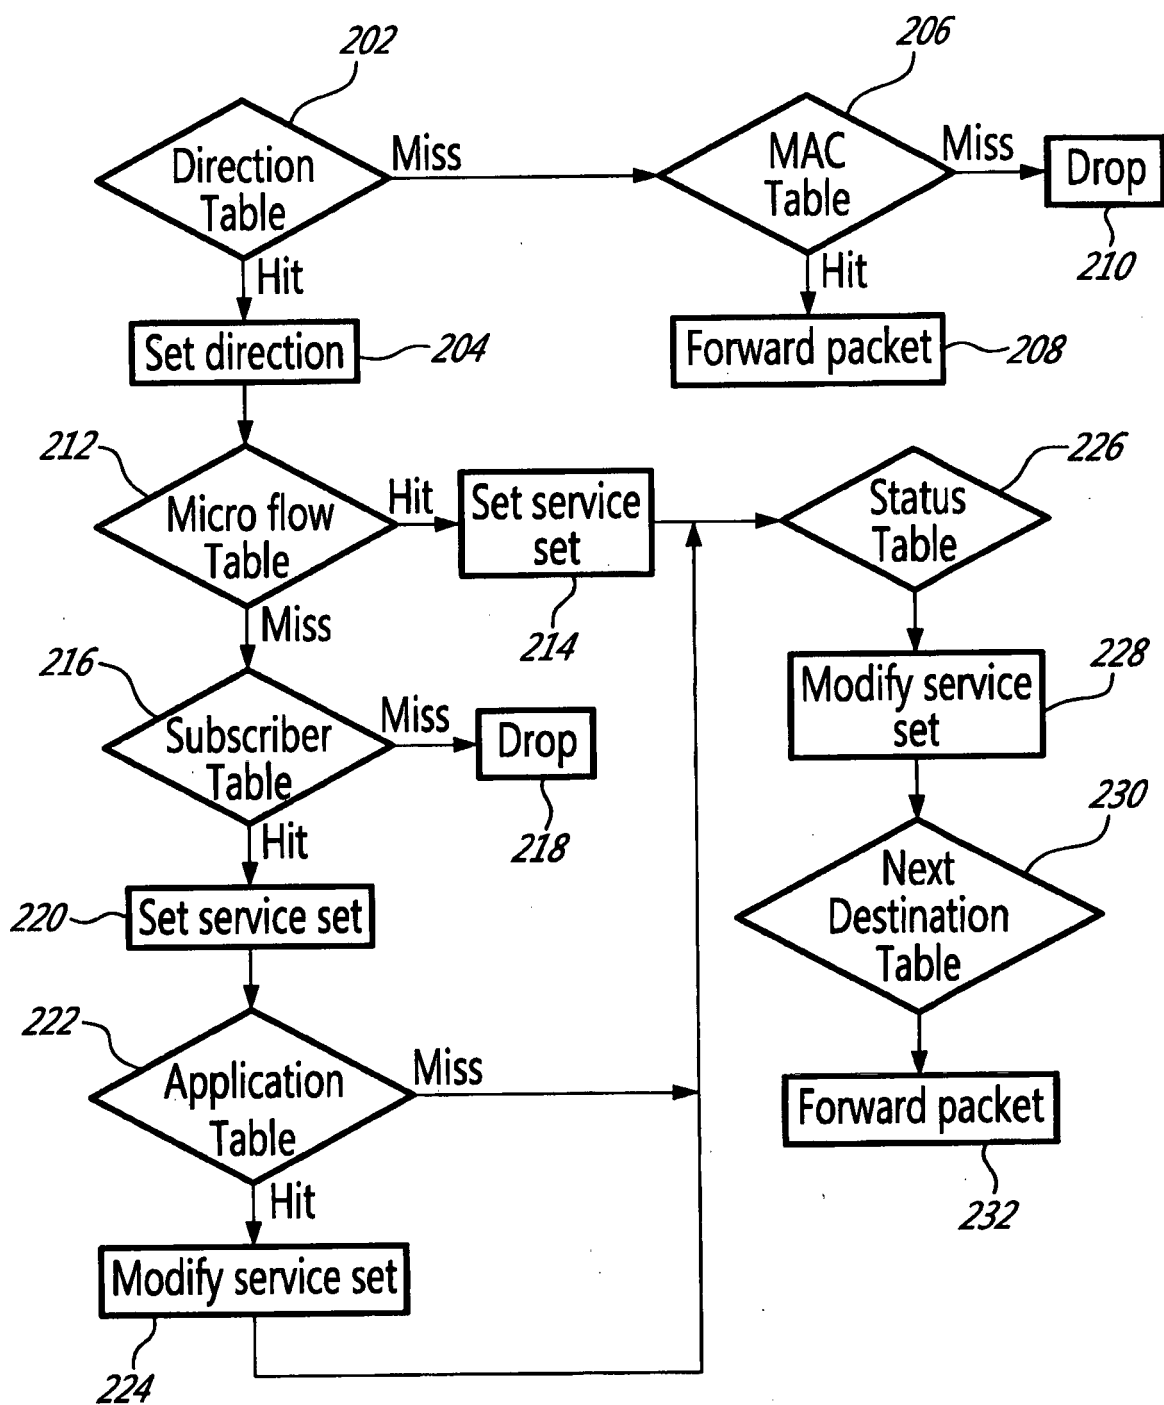 202
206
Direction
Table
Miss
MAC
Table
Miss
Drop
210
Hit
Hit
Set direction
204
Forward packet
208
212
Micro flow
Table
Hit
Set service
set
214
226
Status
Table
Miss
216
Subscriber
Table
Miss
Drop
218
228
Modify service
set
Hit
220
Set service set
230
Next
Destination
Table
222
Application
Table
Miss
Forward packet
232
Hit
Modify service set
224